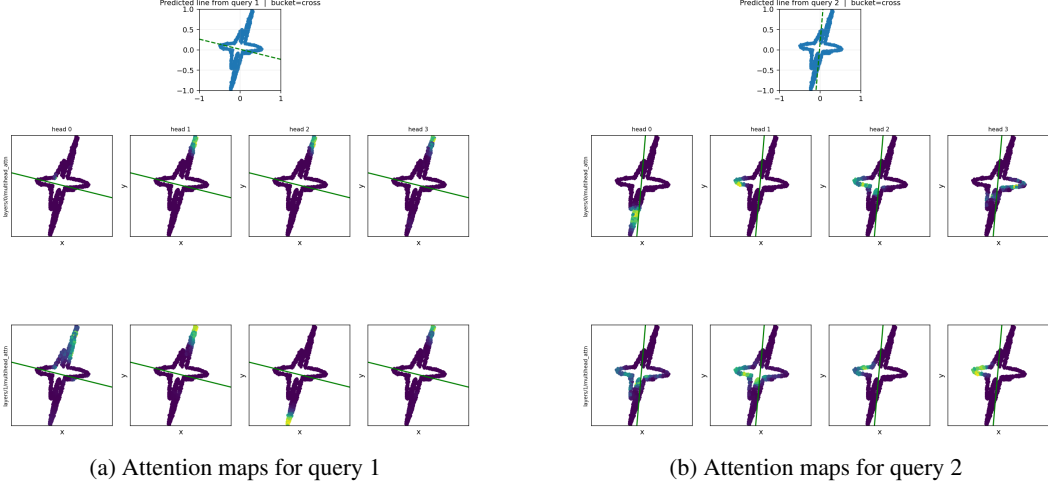 Predicted line from query 1 | bucket=cross
1.0
0.5
0.0
−0.5
−1.0
−1
0
1
head 0
head 1
head 2
head 3
layers/0/multihead_attn
y
y
y
x
x
x
x
layers/1/multihead_attn
y
y
y
x
x
x
x
(a) Attention maps for query 1
Predicted line from query 2 | bucket=cross
1.0
0.5
0.0
−0.5
−1.0
−1
0
1
head 0
head 1
head 2
head 3
layers/0/multihead_attn
y
y
y
x
x
x
x
layers/1/multihead_attn
y
y
y
x
x
x
x
(b) Attention maps for query 2